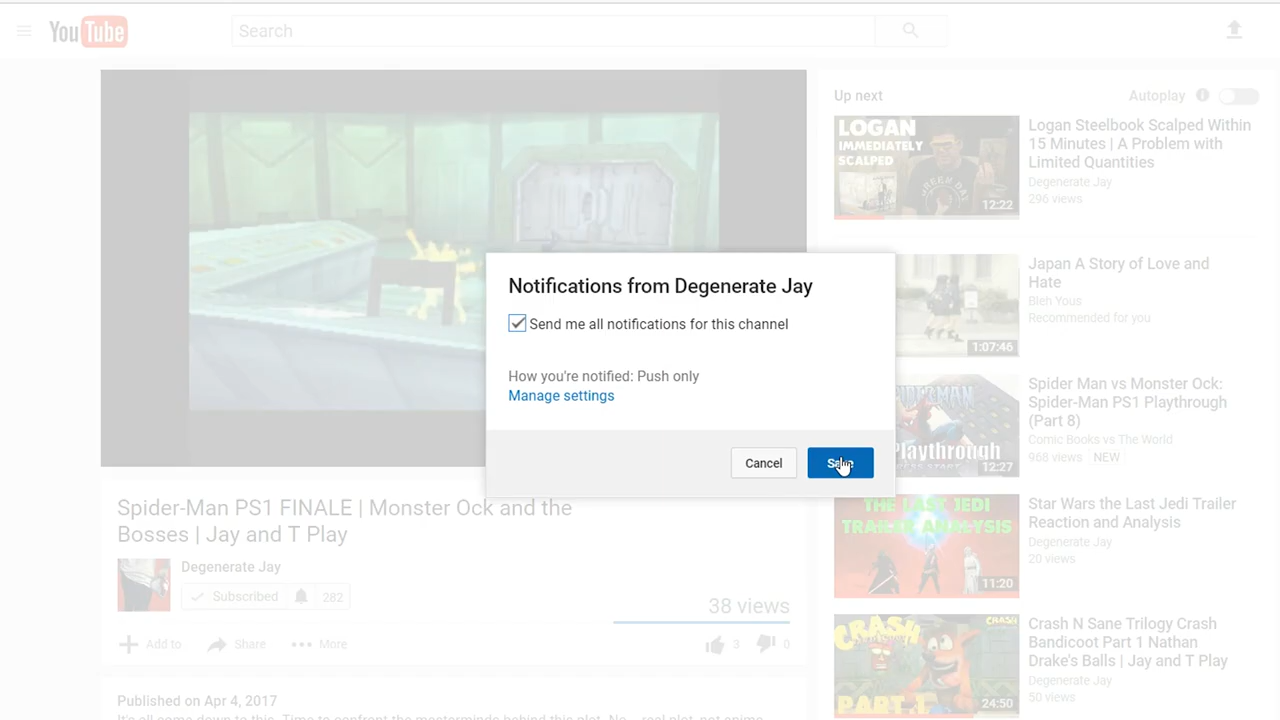 YouTube
Search
Up next
Autoplay
LOGAN
IMMEDIATELY
SCALPED
GREEN DAY
12:22
Logan Steelbook Scalped Within
15 Minutes | A Problem with
Limited Quantities
Degenerate Jay
296 views
1:07:46
Japan A Story of Love and
Hate
Bleh Yous
Recommended for you
Notifications from Degenerate Jay
Send me all notifications for this channel
How you're notified: Push only
Manage settings
Cancel
12:27
Spider Man vs Monster Ock:
Spider-Man PS1 Playthrough
(Part 8)
Comic Books vs The World
968 views NEW
Spider-Man PS1 FINALE | Monster Ock and the
Bosses | Jay and T Play
Degenerate Jay
Subscribed 282
38 views
Add to Share More 3 0
Published on Apr 4, 2017
THE LAST JEDI
TRAILER ANALYSIS
11:20
Star Wars the Last Jedi Trailer
Reaction and Analysis
Degenerate Jay
20 views
CRASH
PART 1
24:50
Crash N Sane Trilogy Crash
Bandicoot Part 1 Nathan
Drake's Balls | Jay and T Play
Degenerate Jay
50 views